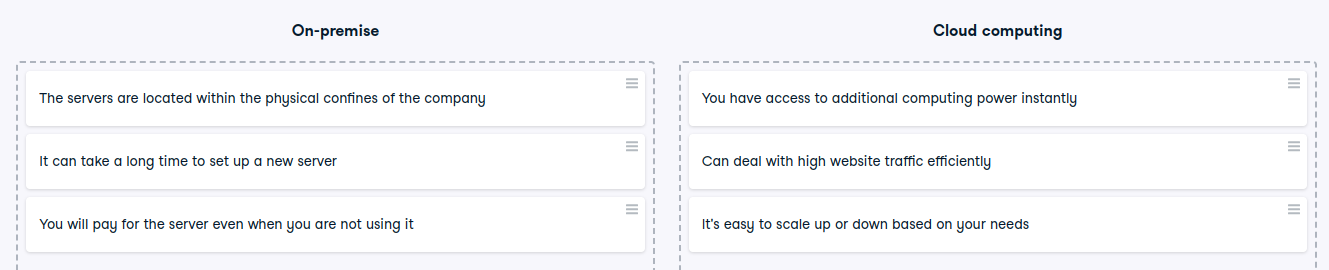 On-premise
The servers are located within the physical confines of the company
It can take a long time to set up a new server
You will pay for the server even when you are not using it
Cloud computing
You have access to additional computing power instantly
Can deal with high website traffic efficiently
It's easy to scale up or down based on your needs